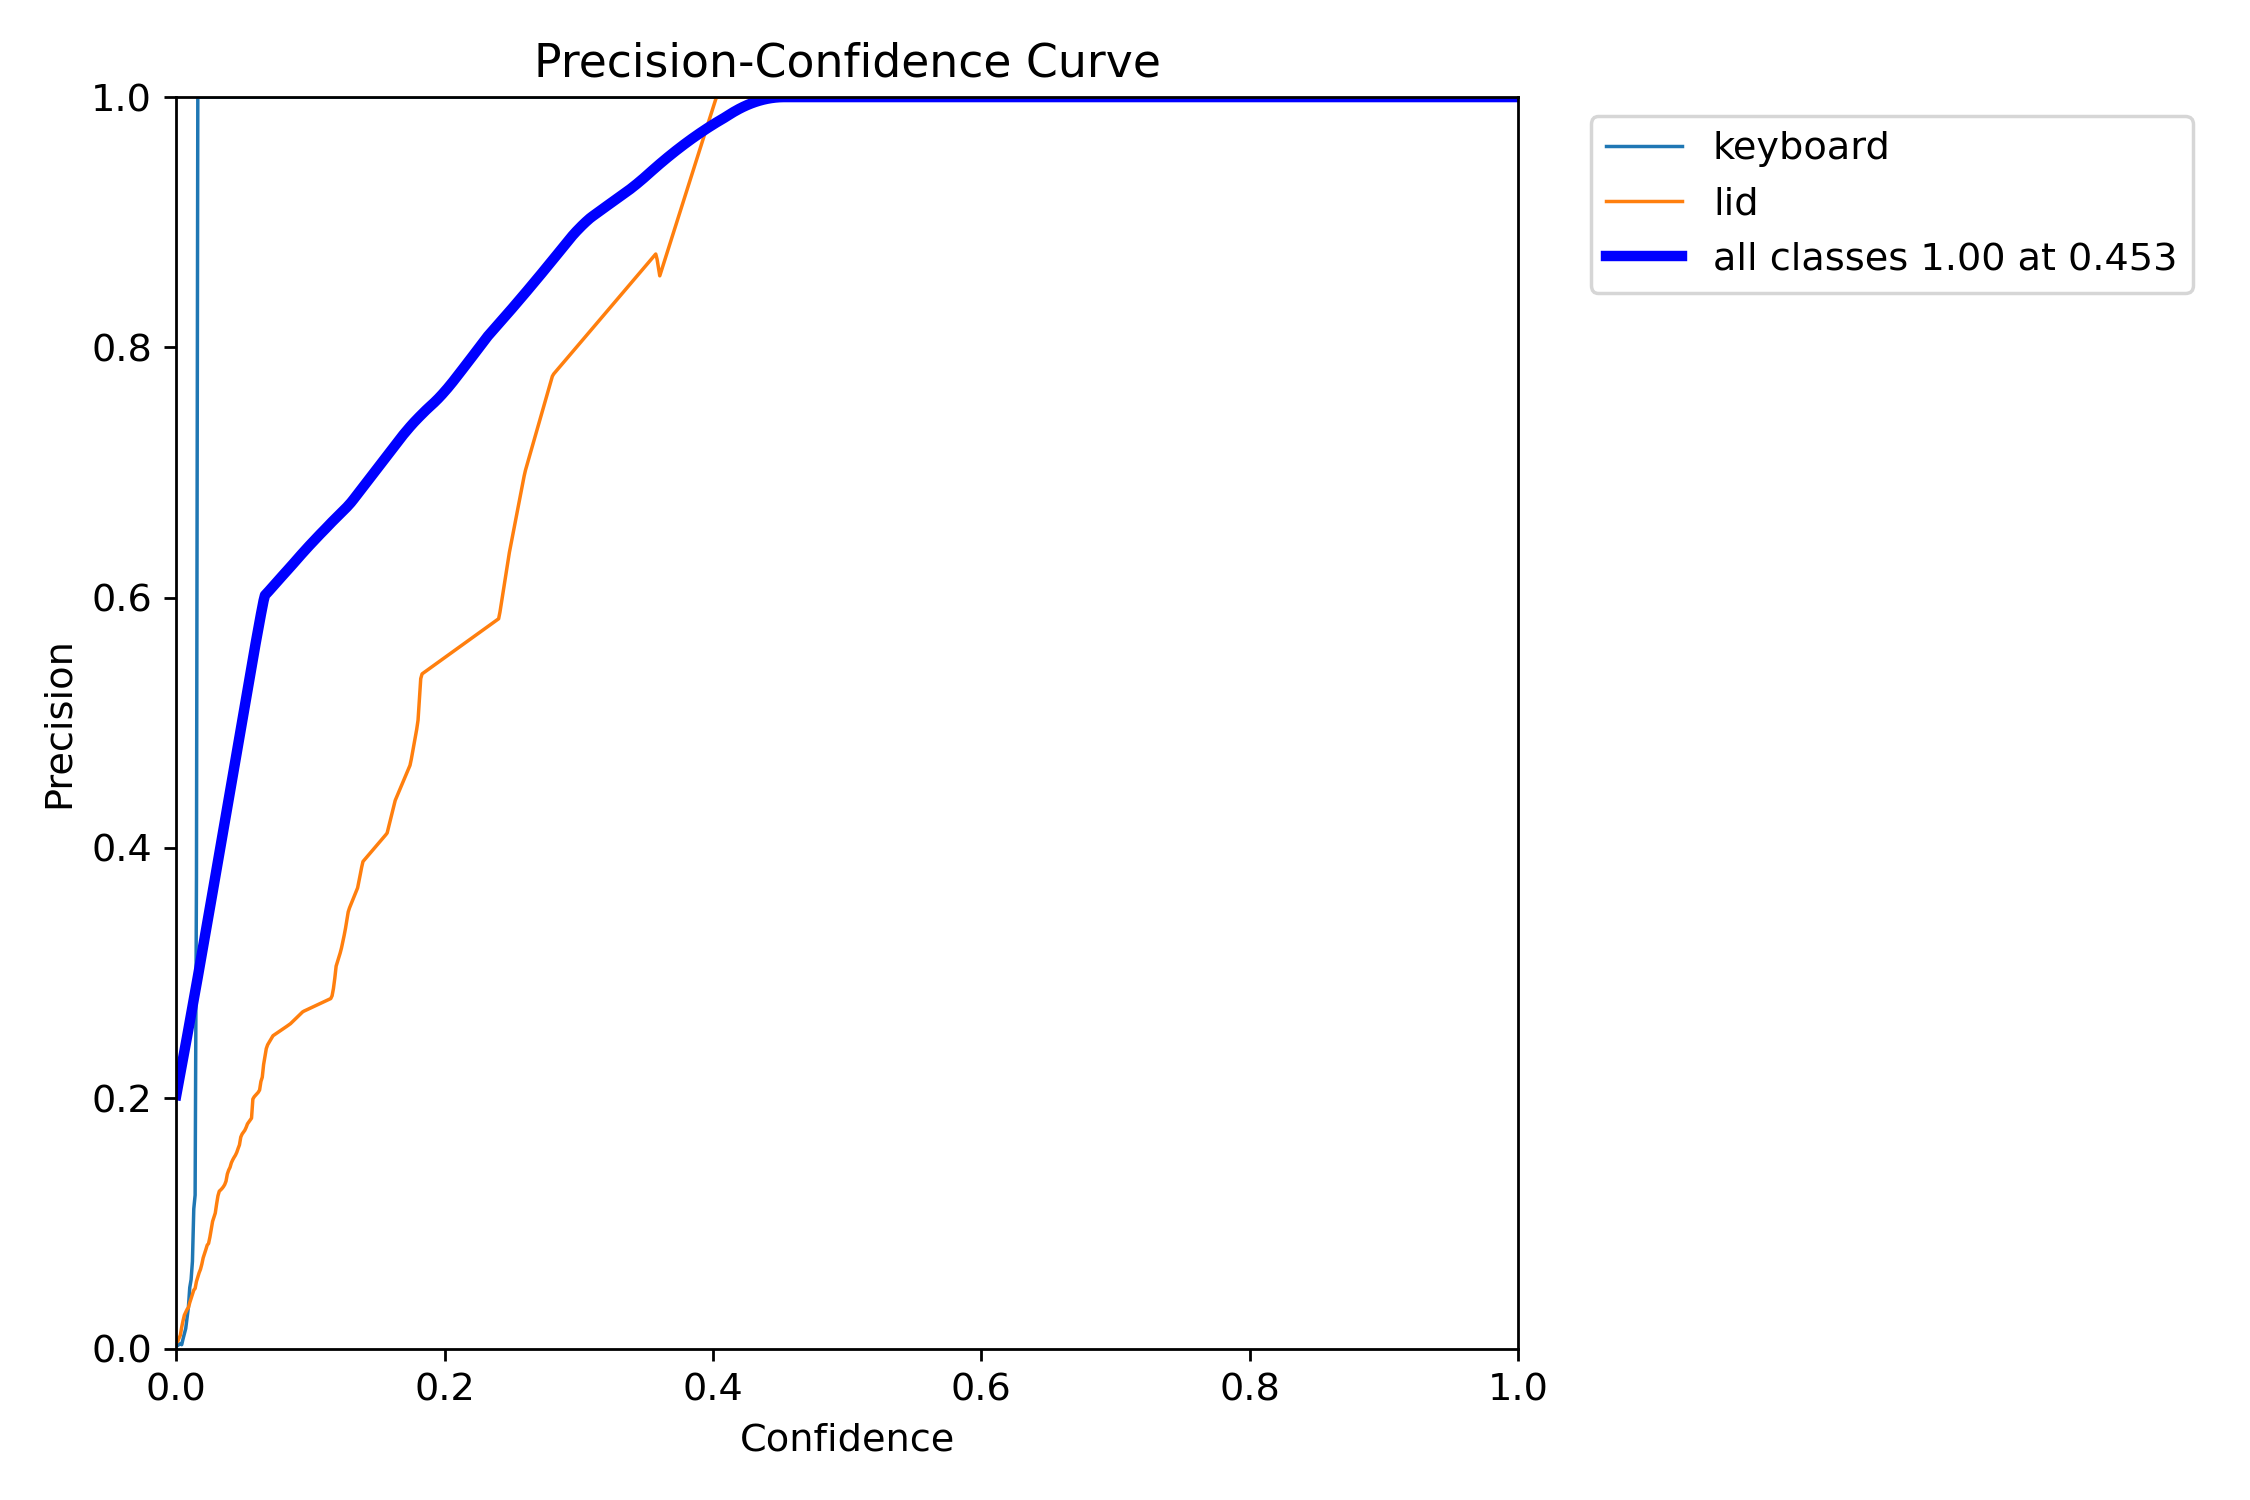 Precision-Confidence Curve
1.0
0.8
0.6
0.4
0.2
0.0
Precision
0.0 0.2 0.4 0.6 0.8 1.0
Confidence
keyboard
lid
all classes 1.00 at 0.453